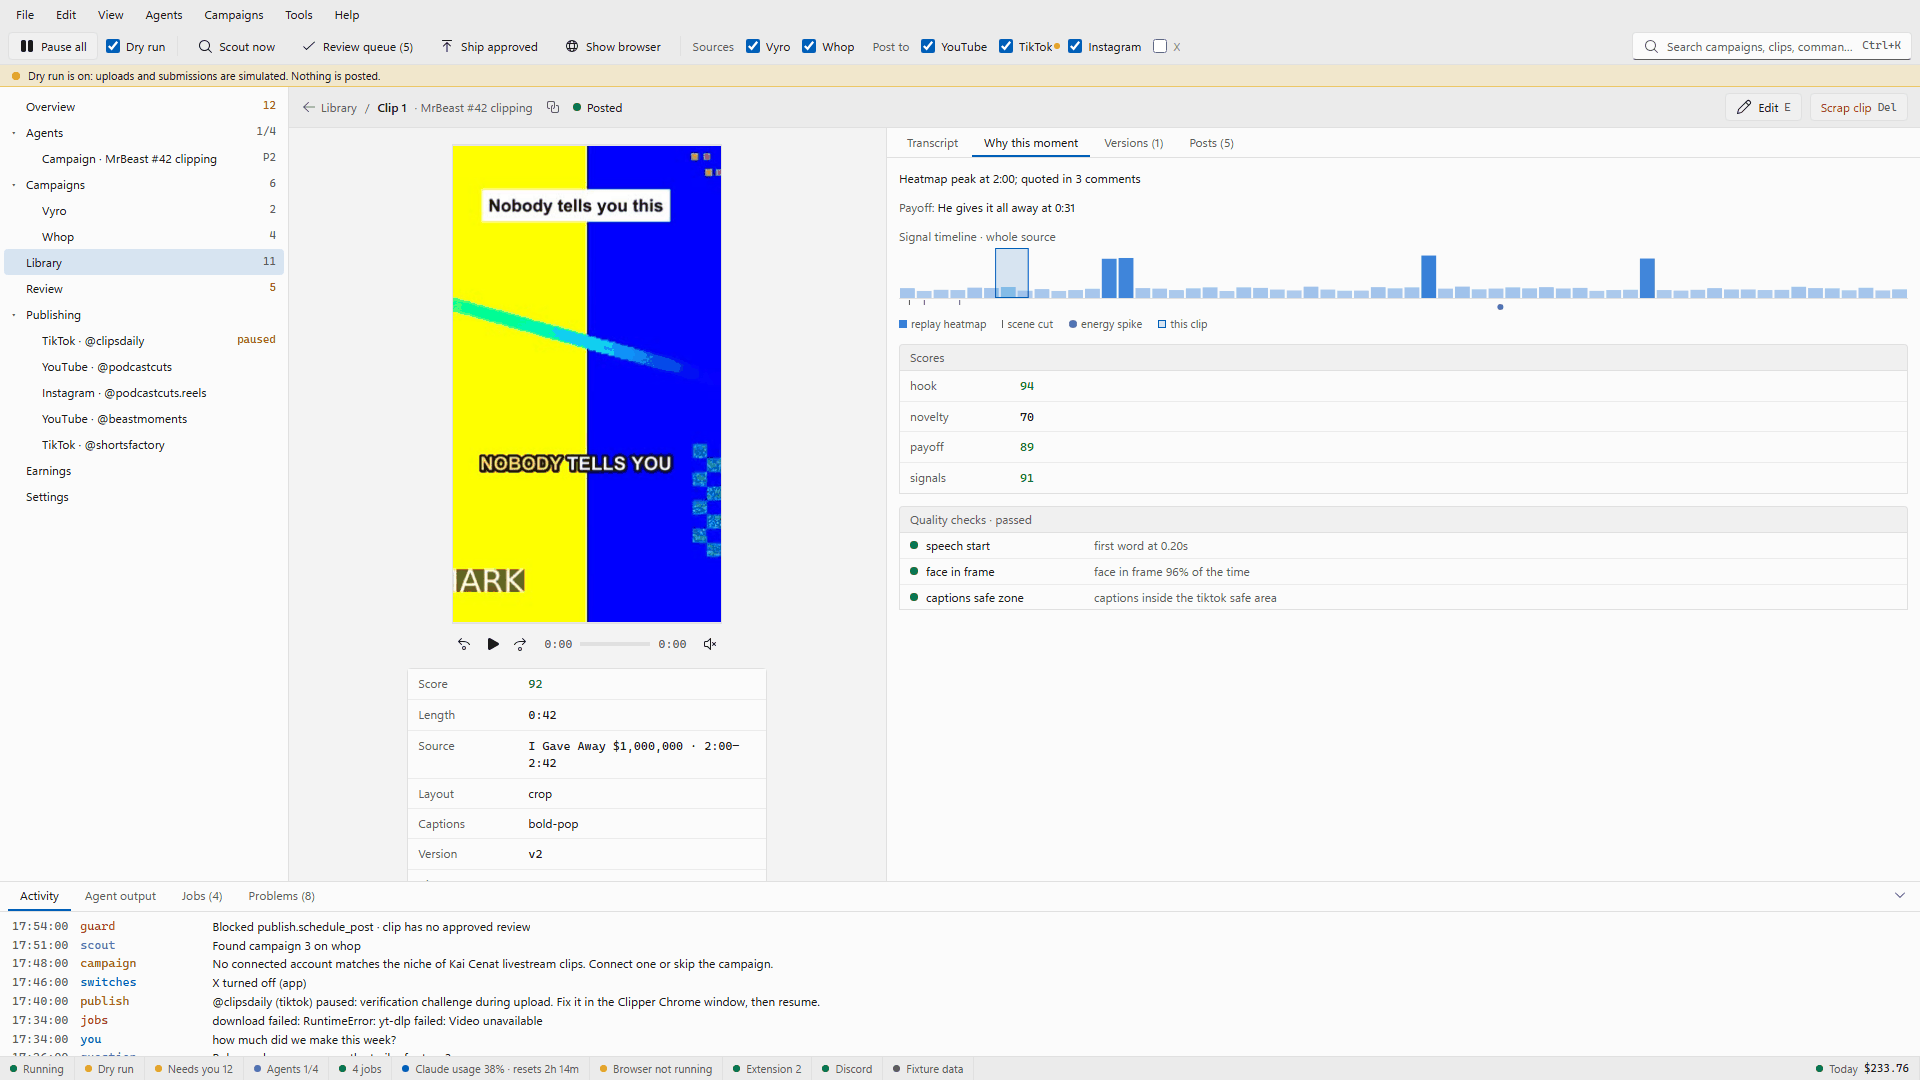 File Edit View Agents Campaigns Tools Help
Pause all Dry run Scout now Review queue (5) Ship approved Show browser Sources Vyro Whop Post to YouTube TikTok Instagram X Search campaigns, clips, comman... Ctrl+K
Dry run is on: uploads and submissions are simulated. Nothing is posted.
Overview 12
Agents 1/4
Campaign · MrBeast #42 clipping P2
Campaigns 6
Vyro 2
Whop 4
Library 11
Review 5
Publishing
TikTok · @clipsdaily paused
YouTube · @podcastcuts
Instagram · @podcastcuts.reels
YouTube · @beastmoments
TikTok · @shortsfactory
Earnings
Settings
Library / Clip 1 · MrBeast #42 clipping Posted Edit E Scrap clip Del
Nobody tells you this
NOBODY TELLS YOU
ARK
0:00 0:00
Score 92
Length 0:42
Source I Gave Away $1,000,000 · 2:00–
2:42
Layout crop
Captions bold-pop
Version v2
Transcript Why this moment Versions (1) Posts (5)
Heatmap peak at 2:00; quoted in 3 comments
Payoff: He gives it all away at 0:31
Signal timeline · whole source
replay heatmap scene cut energy spike this clip
Scores
hook 94
novelty 70
payoff 89
signals 91
Quality checks · passed
speech start first word at 0.20s
face in frame face in frame 96% of the time
captions safe zone captions inside the tiktok safe area
Activity Agent output Jobs (4) Problems (8)
17:54:00 guard Blocked publish.schedule_post · clip has no approved review
17:51:00 scout Found campaign 3 on whop
17:48:00 campaign No connected account matches the niche of Kai Cenat livestream clips. Connect one or skip the campaign.
17:46:00 switches X turned off (app)
17:40:00 publish @clipsdaily (tiktok) paused: verification challenge during upload. Fix it in the Clipper Chrome window, then resume.
17:34:00 jobs download failed: RuntimeError: yt-dlp failed: Video unavailable
17:34:00 you how much did we make this week?
Running Dry run Needs you 12 Agents 1/4 4 jobs Claude usage 38% · resets 2h 14m Browser not running Extension 2 Discord Fixture data Today $233.76